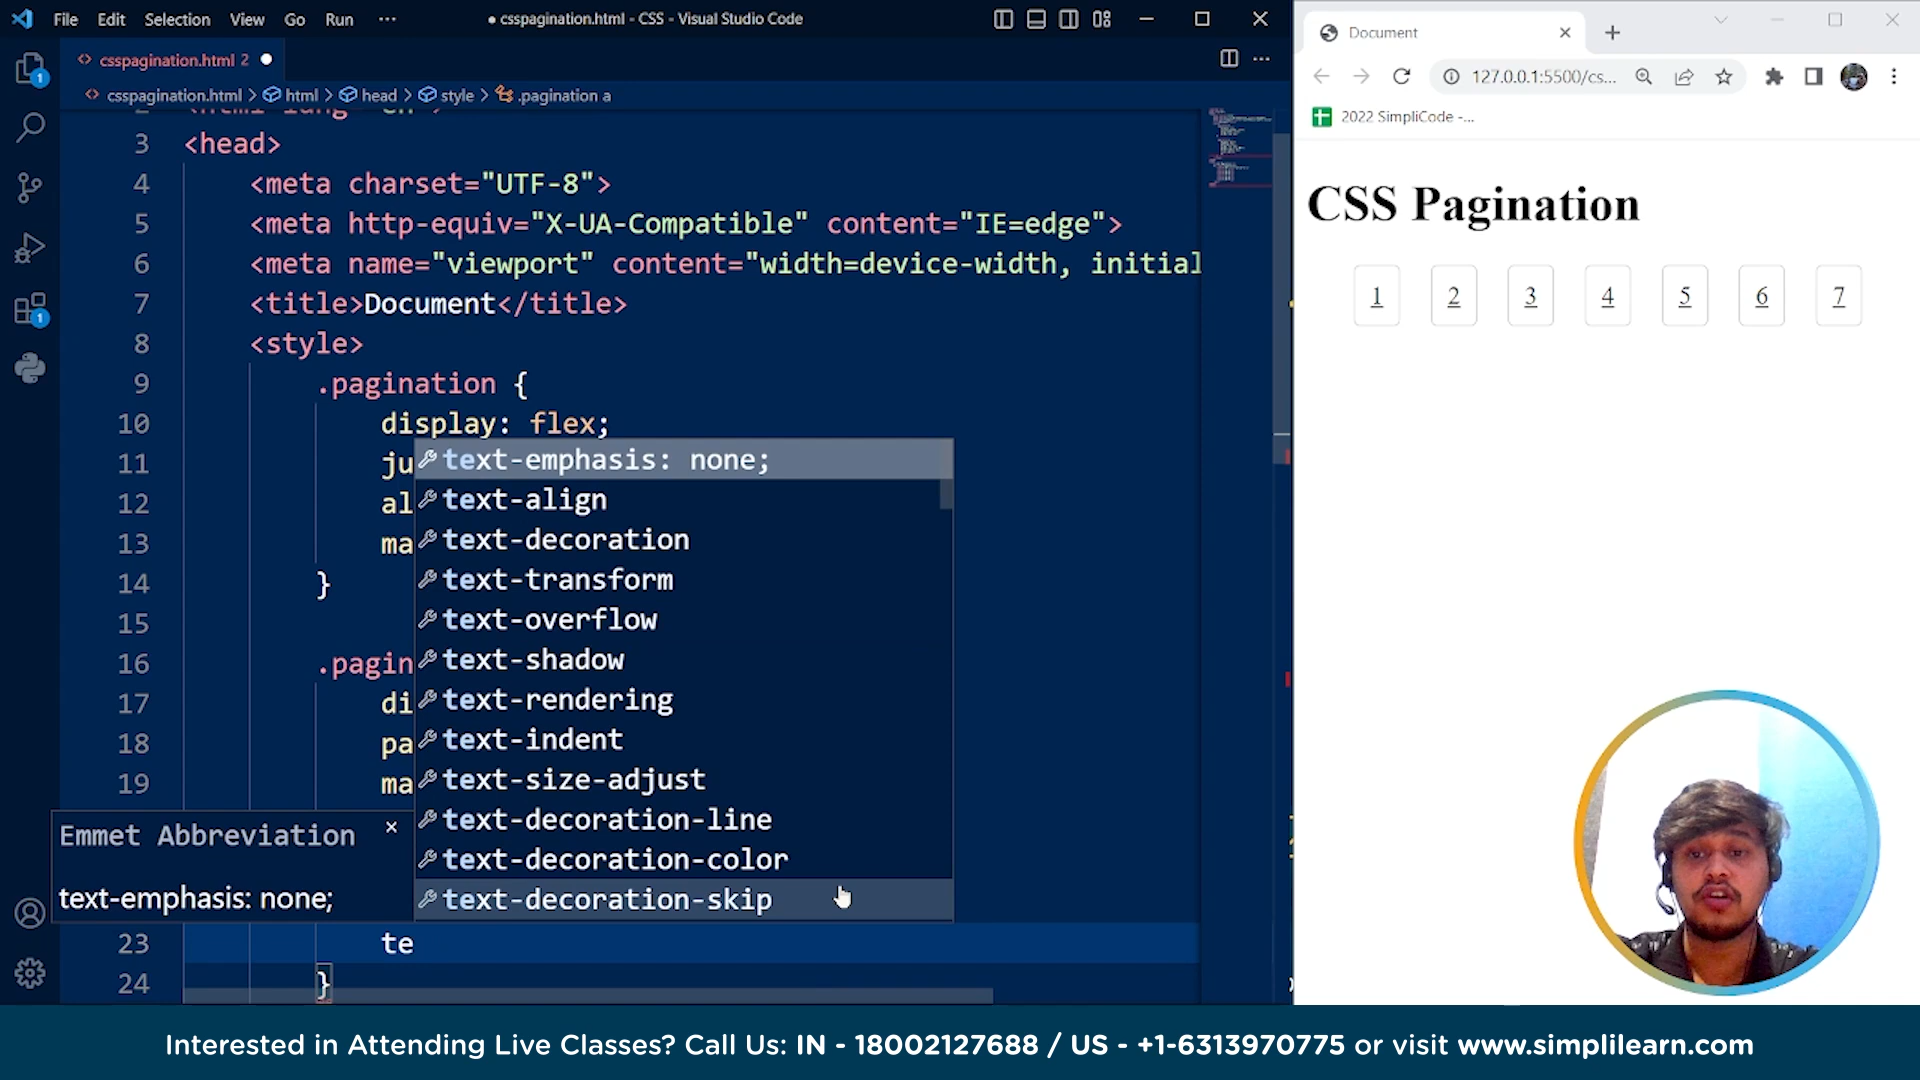 File Edit Selection View Go Run ··· ● csspagination.html - CSS - Visual Studio Code
csspagination.html 2 ●
csspagination.html > html > head > style > .pagination a
3 <head>
4 <meta charset="UTF-8">
5 <meta http-equiv="X-UA-Compatible" content="IE=edge">
6 <meta name="viewport" content="width=device-width, initial
7 <title>Document</title>
8 <style>
9 .pagination {
10 display: flex;
11 ju
text-emphasis: none;
12 al
text-align
13 ma
text-decoration
14 }
text-transform
15
text-overflow
16 .pagin
text-shadow
17 di
text-rendering
18 pa
text-indent
19 ma
text-size-adjust
text-decoration-line
text-decoration-color
text-decoration-skip
Emmet Abbreviation ×
text-emphasis: none;
23 te
24 }
1
1
Document
127.0.0.1:5500/cs...
2022 SimpliCode -...
CSS Pagination
1 2 3 4 5 6 7
Interested in Attending Live Classes? Call Us: IN - 18002127688 / US - +1-6313970775 or visit www.simplilearn.com